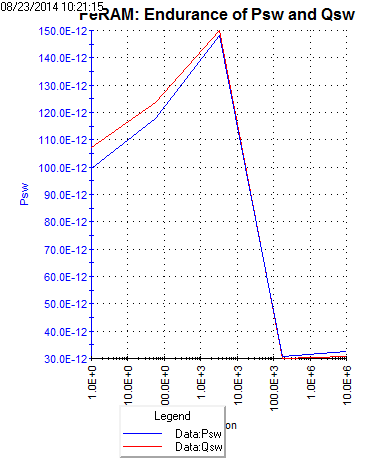 08/23/2014 10:21:15
FeRAM: Endurance of Psw and Qsw
150.0E-12
140.0E-12
130.0E-12
120.0E-12
110.0E-12
100.0E-12
90.0E-12
80.0E-12
70.0E-12
60.0E-12
50.0E-12
40.0E-12
30.0E-12
Psw
1.0E+0
10.0E+0
100.0E+0
1.0E+3
10.0E+3
100.0E+3
1.0E+6
10.0E+6
on
Legend
Data:Psw
Data:Qsw